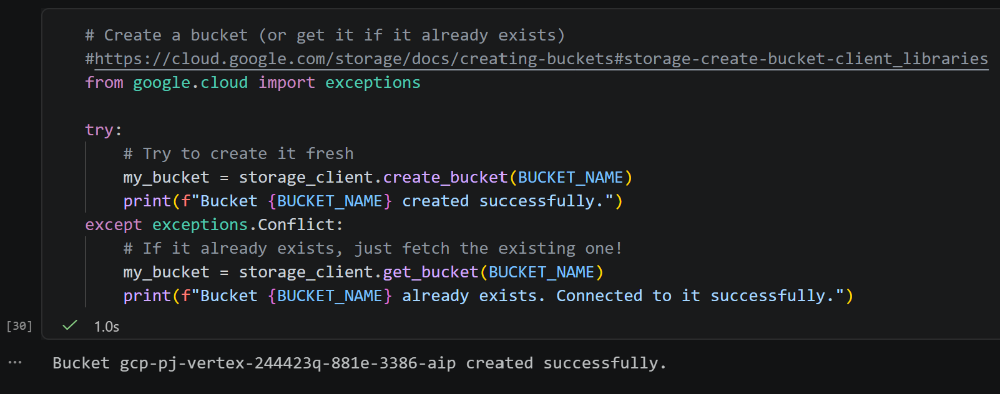 # Create a bucket (or get it if it already exists)
#https://cloud.google.com/storage/docs/creating-buckets#storage-create-bucket-client_libraries
from google.cloud import exceptions

try:
    # Try to create it fresh
    my_bucket = storage_client.create_bucket(BUCKET_NAME)
    print(f"Bucket {BUCKET_NAME} created successfully.")
except exceptions.Conflict:
    # If it already exists, just fetch the existing one!
    my_bucket = storage_client.get_bucket(BUCKET_NAME)
    print(f"Bucket {BUCKET_NAME} already exists. Connected to it successfully.")
[30] ✓ 1.0s
... Bucket gcp-pj-vertex-244423q-881e-3386-aip created successfully.